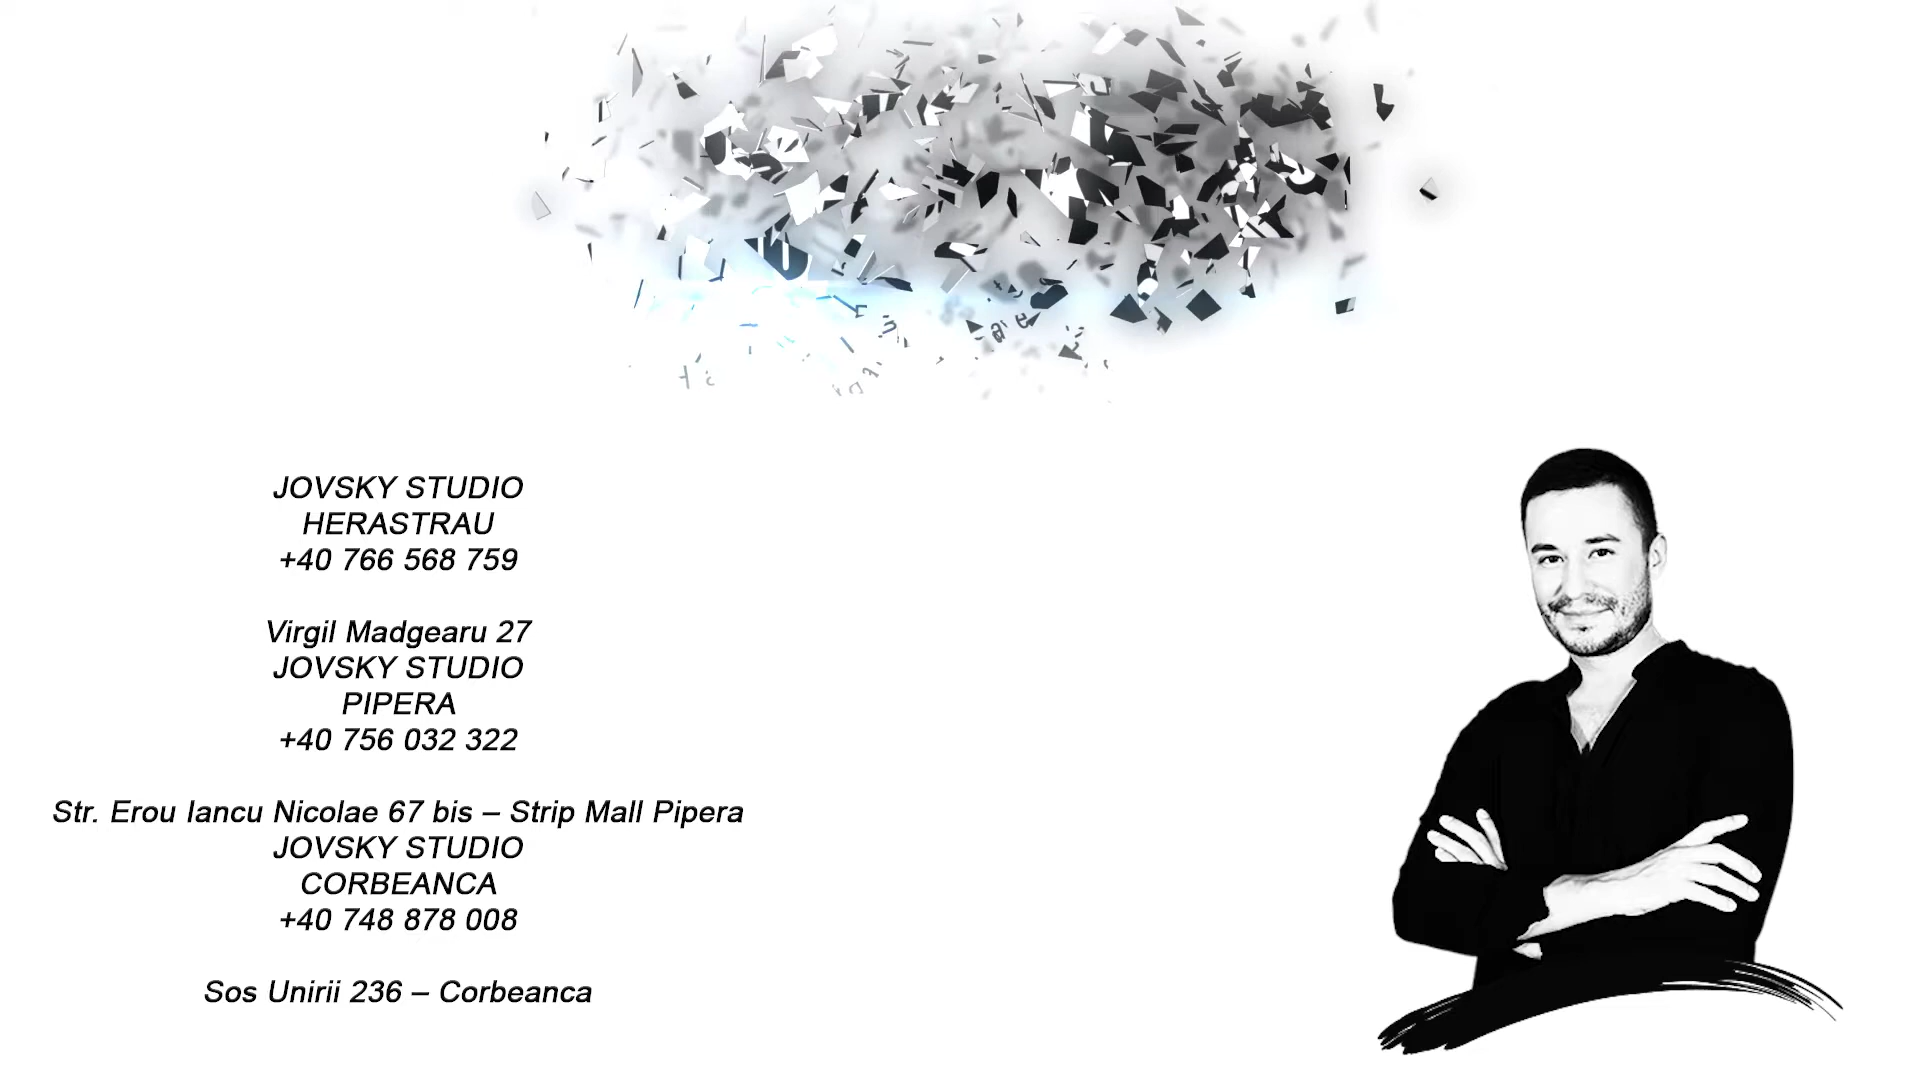 JOVSKY STUDIO
HERASTRAU
+40 766 568 759
Virgil Madgearu 27
JOVSKY STUDIO
PIPERA
+40 756 032 322
Str. Erou Iancu Nicolae 67 bis – Strip Mall Pipera
JOVSKY STUDIO
CORBEANCA
+40 748 878 008
Sos Unirii 236 – Corbeanca